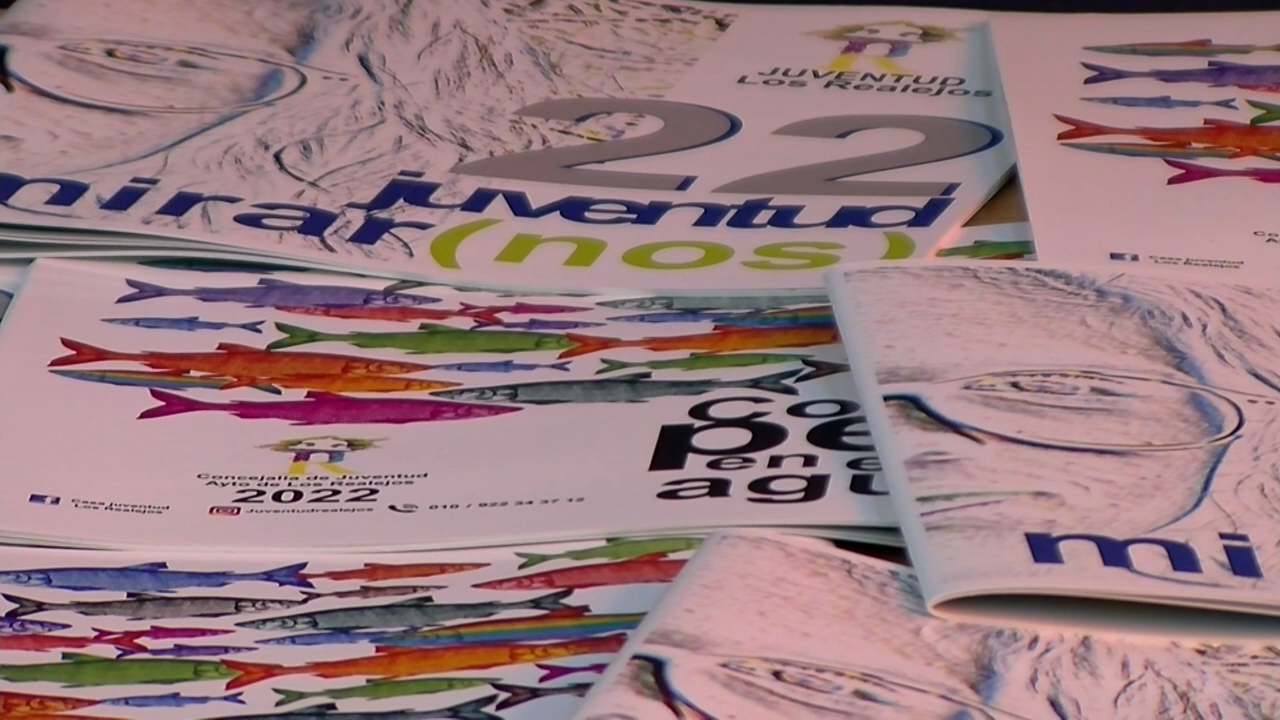 JUVENTUD
Los Realejos
22
juventud
mirar(nos)
Casa Juventud
Los Realejos
Co
pe
en e
agu
Concejalía de Juventud
Ayto de Los Realejos
2022
Casa Juventud
Los Realejos
Juventudrealejos
010 / 922 34 37 12
mi